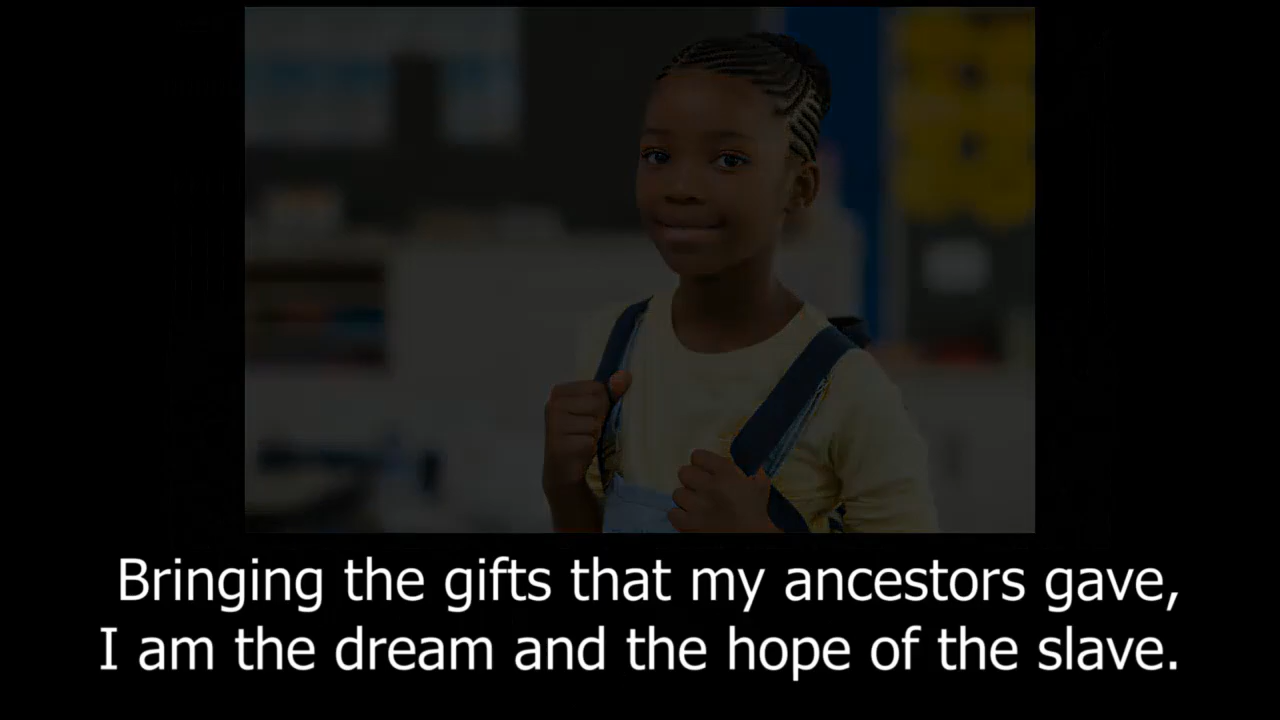 Bringing the gifts that my ancestors gave,
I am the dream and the hope of the slave.